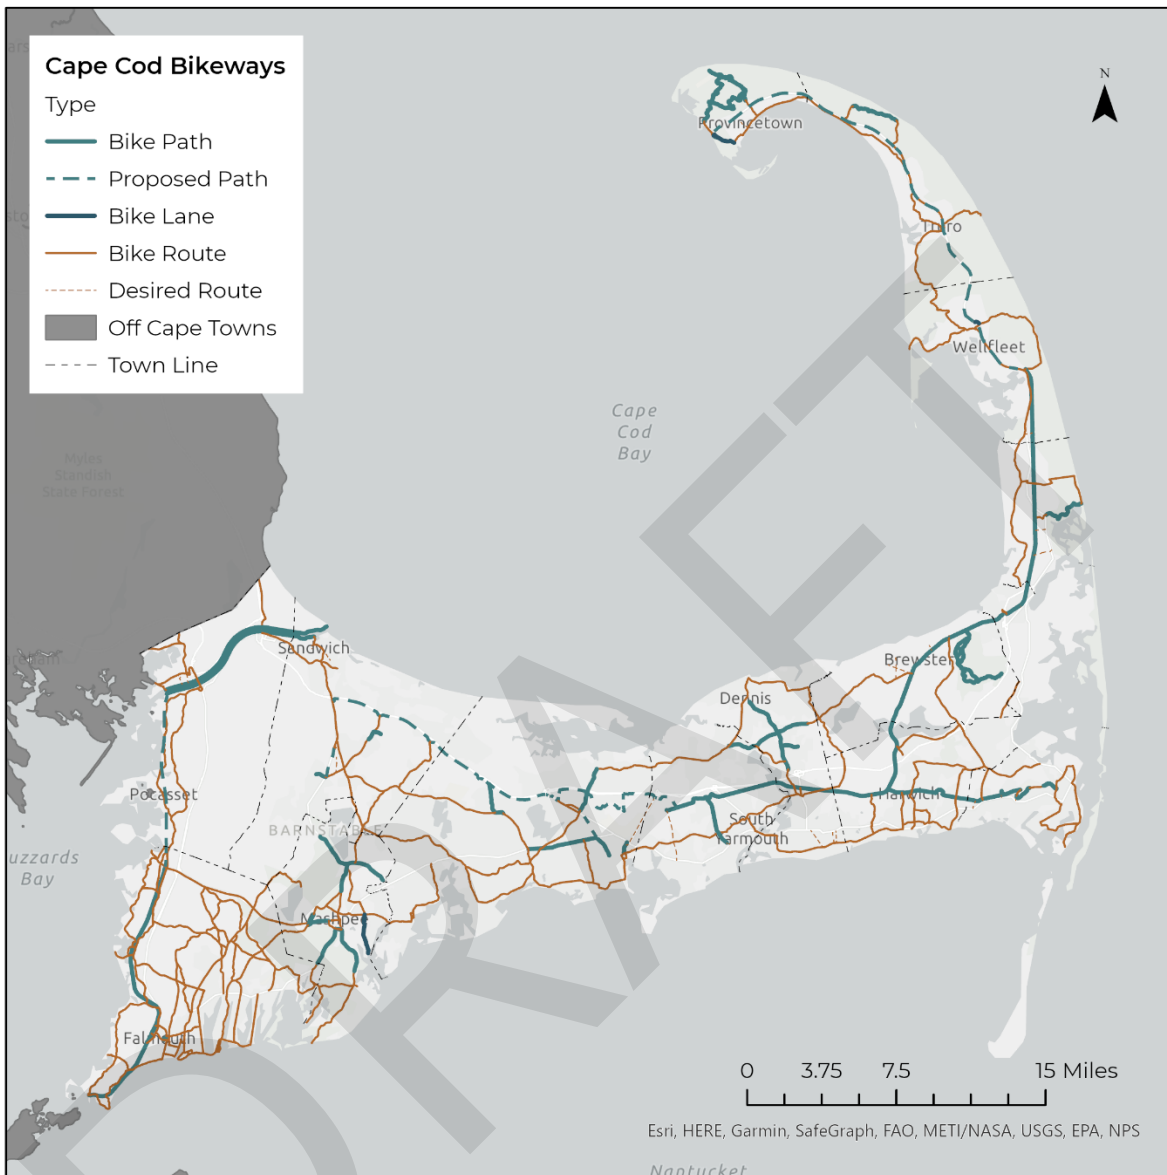 Cape Cod Bikeways
Type
Bike Path
Proposed Path
Bike Lane
Bike Route
Desired Route
Off Cape Towns
Town Line
N
Provincetown
Truro
Wellfleet
Cape
Cod
Bay
Myles
Standish
State Forest
Sandwich
Brewster
Dennis
Pocasset
Harwich
BARNSTABLE
South
Yarmouth
uzzards
Bay
Mashpee
Falmouth
DRAFT
0 3.75 7.5 15 Miles
Esri, HERE, Garmin, SafeGraph, FAO, METI/NASA, USGS, EPA, NPS
Nantucket